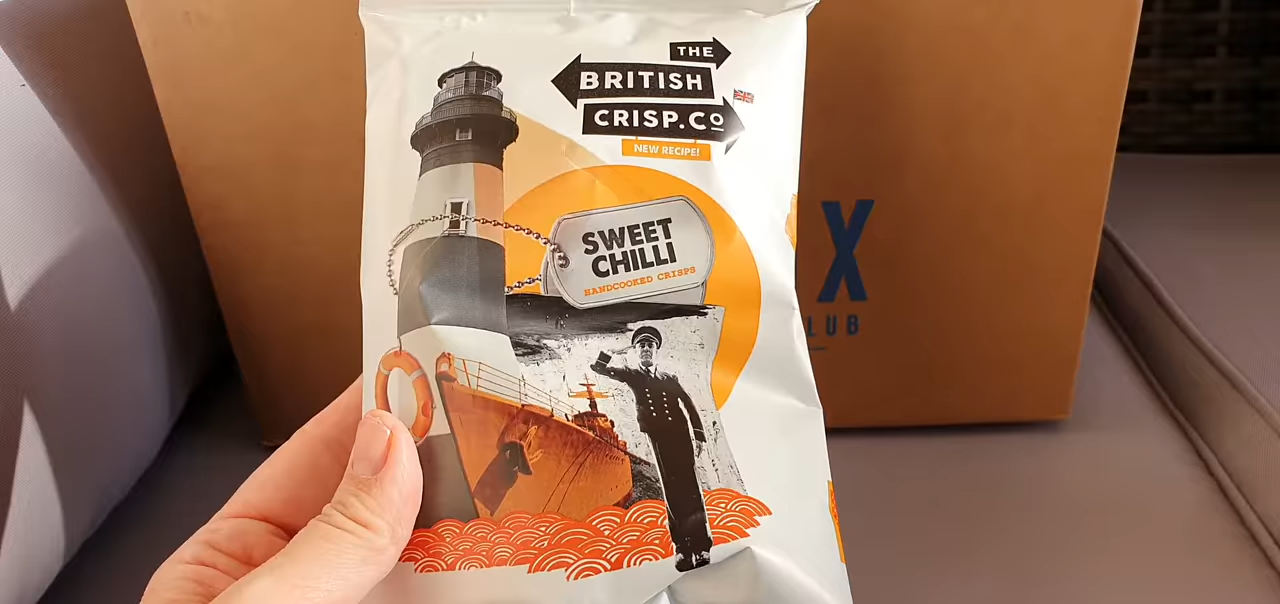 THE
BRITISH
CRISP.Cº
NEW RECIPE!
SWEET
CHILLI
HANDCOOKED CRISPS
X
LUB